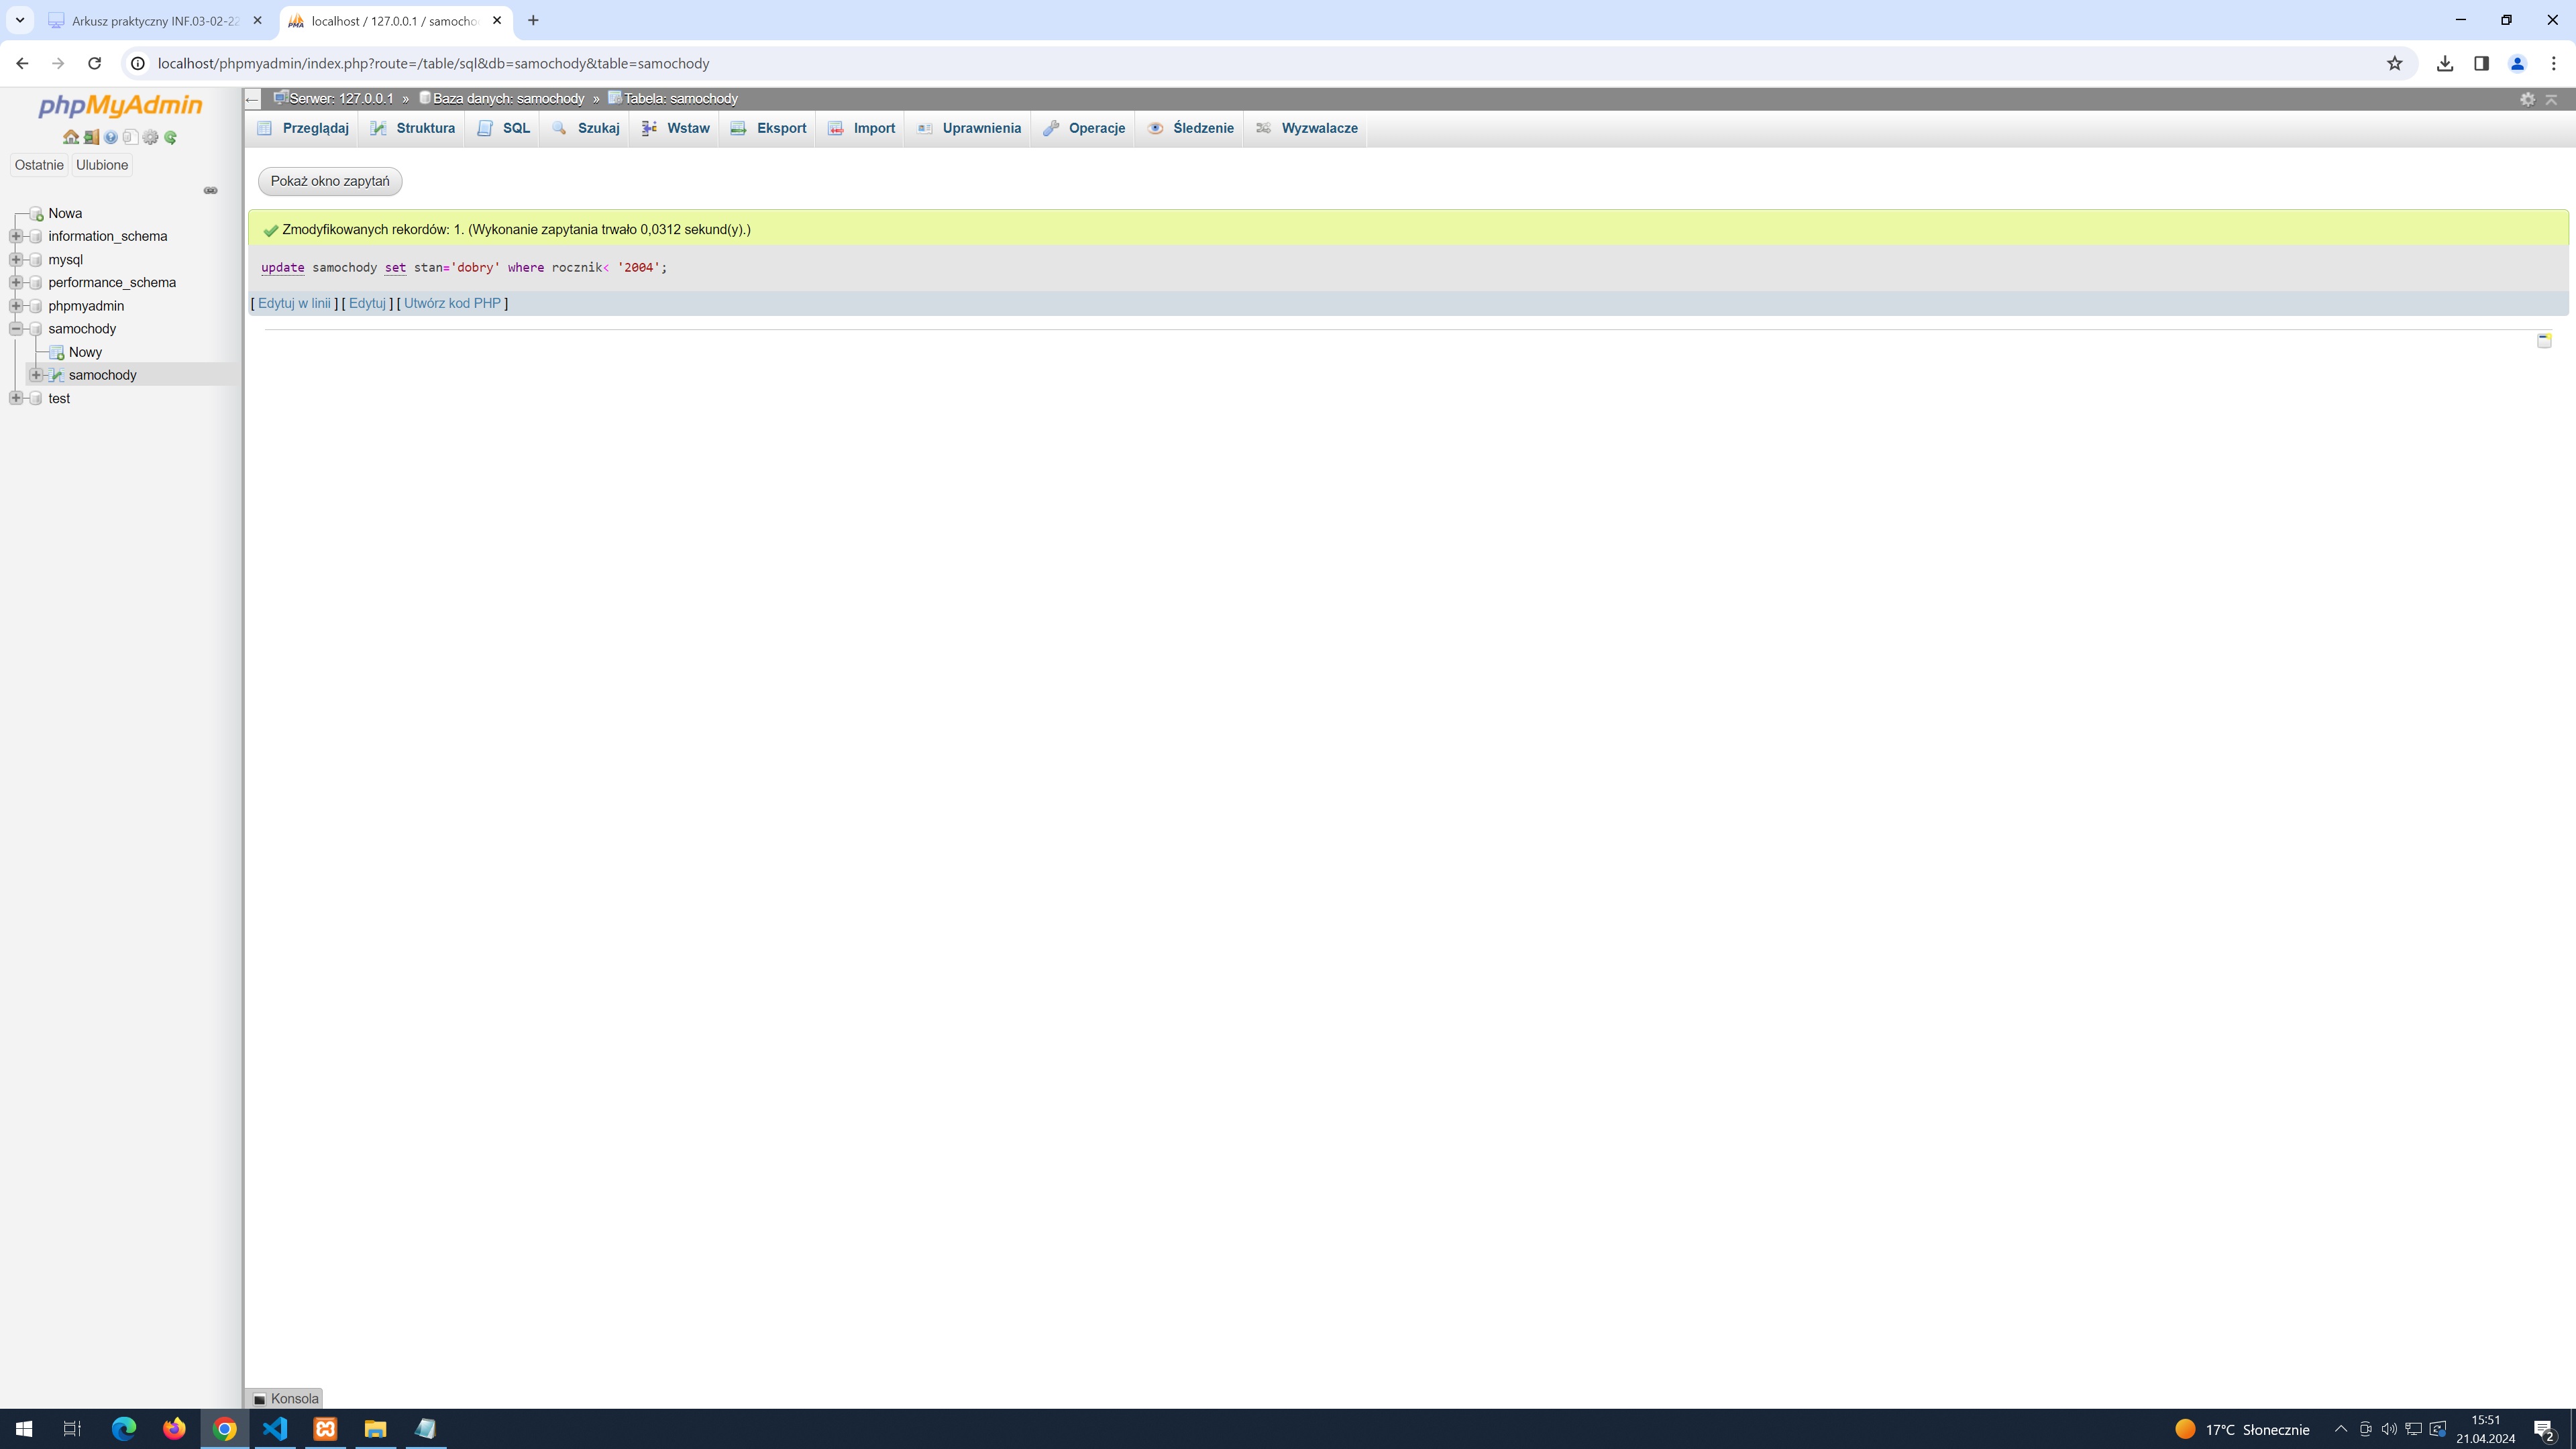 Arkusz praktyczny INF.03-02-22
localhost / 127.0.0.1 / samocho
localhost/phpmyadmin/index.php?route=/table/sql&db=samochody&table=samochody
phpMyAdmin
Ostatnie Ulubione
Nowa
information_schema
mysql
performance_schema
phpmyadmin
samochody
Nowy
samochody
test
Serwer: 127.0.0.1 » Baza danych: samochody » Tabela: samochody
Przeglądaj Struktura SQL Szukaj Wstaw Eksport Import Uprawnienia Operacje Śledzenie Wyzwalacze
Pokaż okno zapytań
Zmodyfikowanych rekordów: 1. (Wykonanie zapytania trwało 0,0312 sekund(y).)
update samochody set stan='dobry' where rocznik< '2004';
[ Edytuj w linii ] [ Edytuj ] [ Utwórz kod PHP ]
Konsola
17°C Słonecznie
15:51
21.04.2024
2